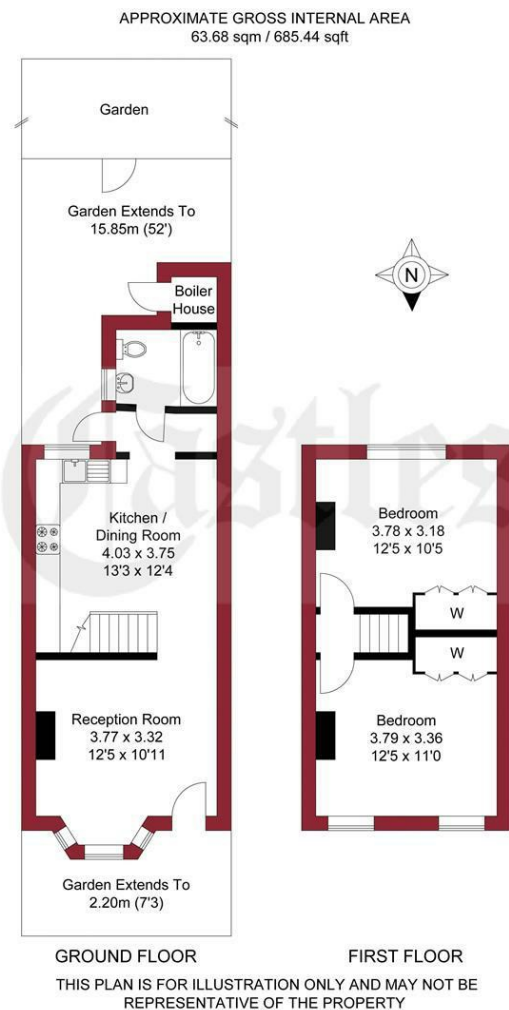 APPROXIMATE GROSS INTERNAL AREA
63.68 sqm / 685.44 sqft
Garden
Garden Extends To
15.85m (52')
N
Boiler
House
Castles
Kitchen /
Dining Room
4.03 x 3.75
13'3 x 12'4
Bedroom
3.78 x 3.18
12'5 x 10'5
W
W
Reception Room
3.77 x 3.32
12'5 x 10'11
Bedroom
3.79 x 3.36
12'5 x 11'0
Garden Extends To
2.20m (7'3)
GROUND FLOOR
FIRST FLOOR
THIS PLAN IS FOR ILLUSTRATION ONLY AND MAY NOT BE
REPRESENTATIVE OF THE PROPERTY